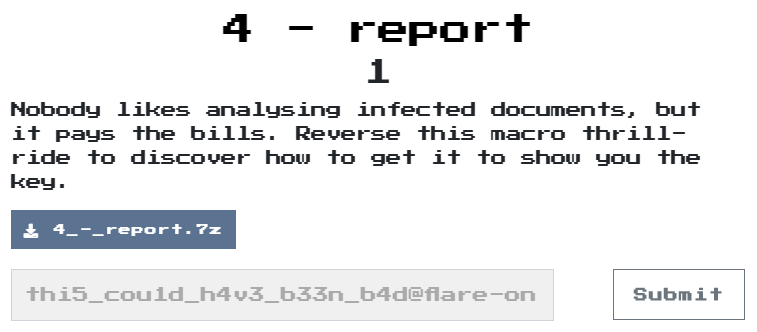 4 - report
1
Nobody likes analysing infected documents, but
it pays the bills. Reverse this macro thrill-
ride to discover how to get it to show you the
key.
4_-_report.7z
thi5_cou1d_h4v3_b33n_b4d@flare-on
Submit